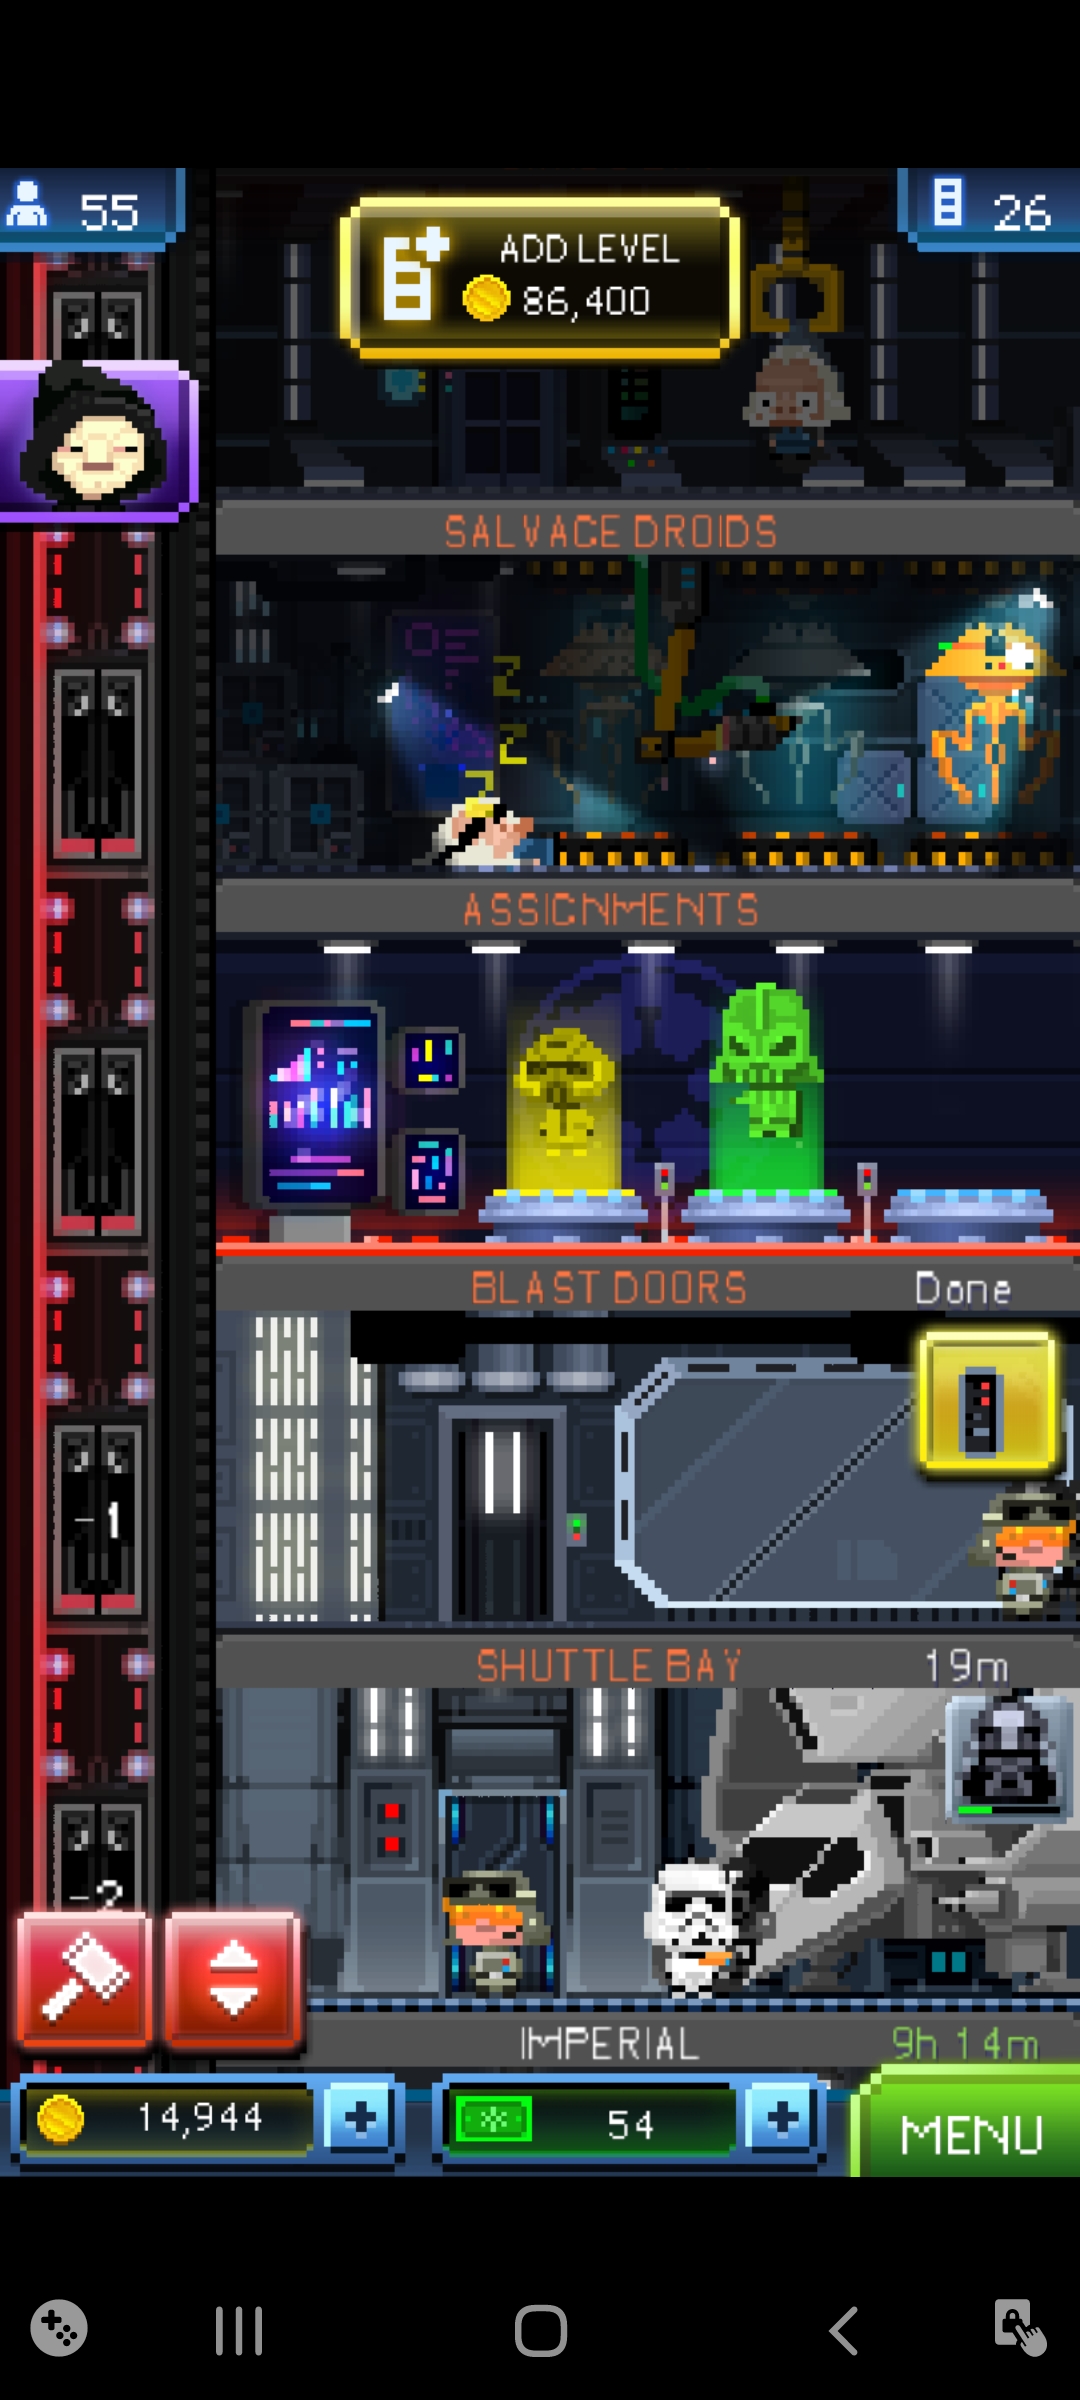 55
ADD LEVEL
86,400
26
SALVAGE DROIDS
Z
Z
Z
ASSIGNMENTS
BLAST DOORS Done
-1
SHUTTLE BAY 19m
-2
IMPERIAL 9h 14m
14,944
54
MENU